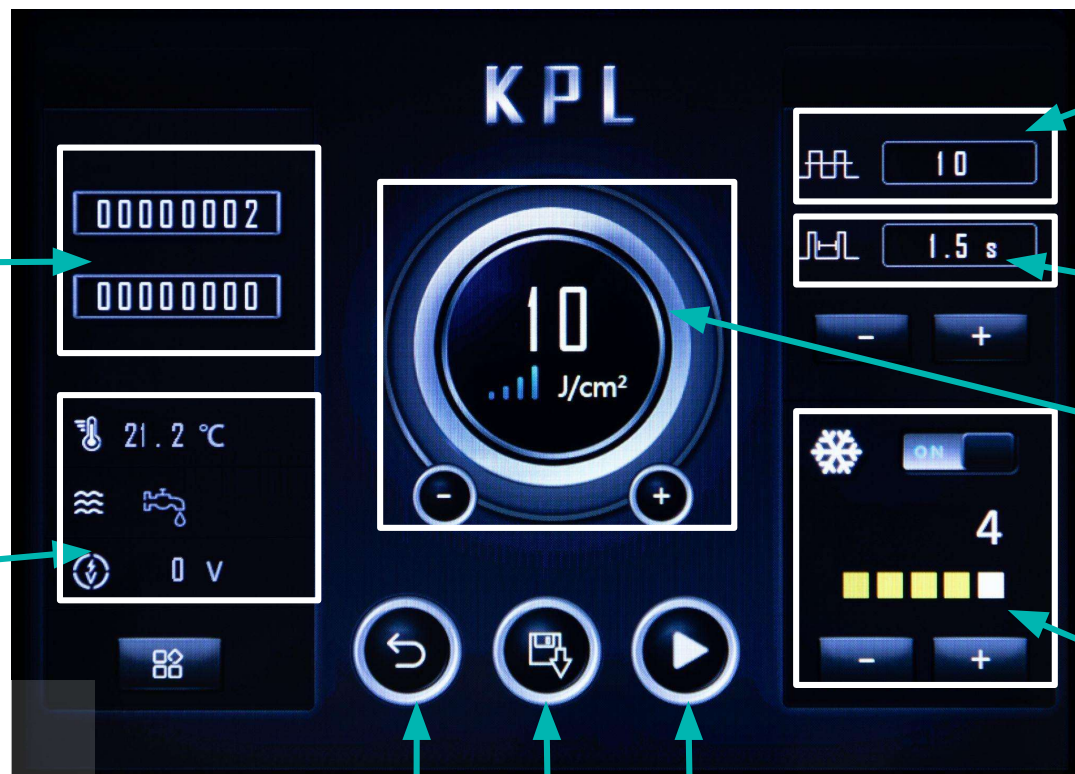 KPL
00000002
00000000
21.2 ℃
0 V
10
J/cm²
-
+
10
1.5 s
-
+
ON
4
-
+